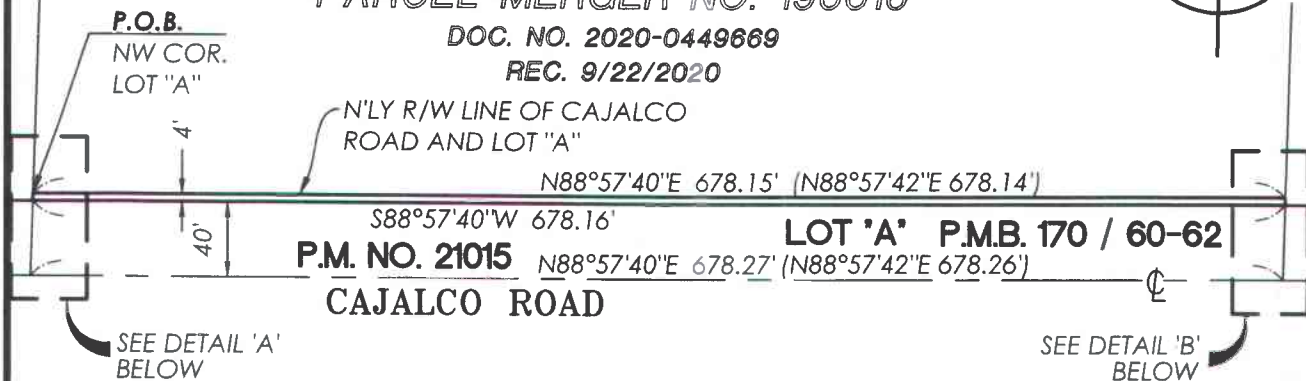 PARCEL MERGER NO.
P.O.B.
NW COR.
LOT "A"
DOC. NO. 2020-0449669
REC. 9/22/2020
N'LY R/W LINE OF CAJALCO
ROAD AND LOT "A"
4'
N88°57'40"E 678.15' (N88°57'42"E 678.14')
S88°57'40"W 678.16'
LOT "A" P.M.B. 170 / 60-62
40'
P.M. NO. 21015 N88°57'40"E 678.27' (N88°57'42"E 678.26')
℄
CAJALCO ROAD
SEE DETAIL 'A'
BELOW
SEE DETAIL 'B'
BELOW